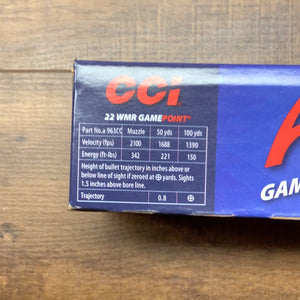 CCI
22 WMR GAMEPOINT
Part No.a 963CC Muzzle 50 yds 100 yds
Velocity (fps) 2100 1688 1390
Energy (ft-lbs) 342 221 150
Height of bullet trajectory in inches above or
below line of sight if zeroed at ⊕ yards. Sights
1.5 inches above bore line.
Trajectory 0.8 ⊕
GAM